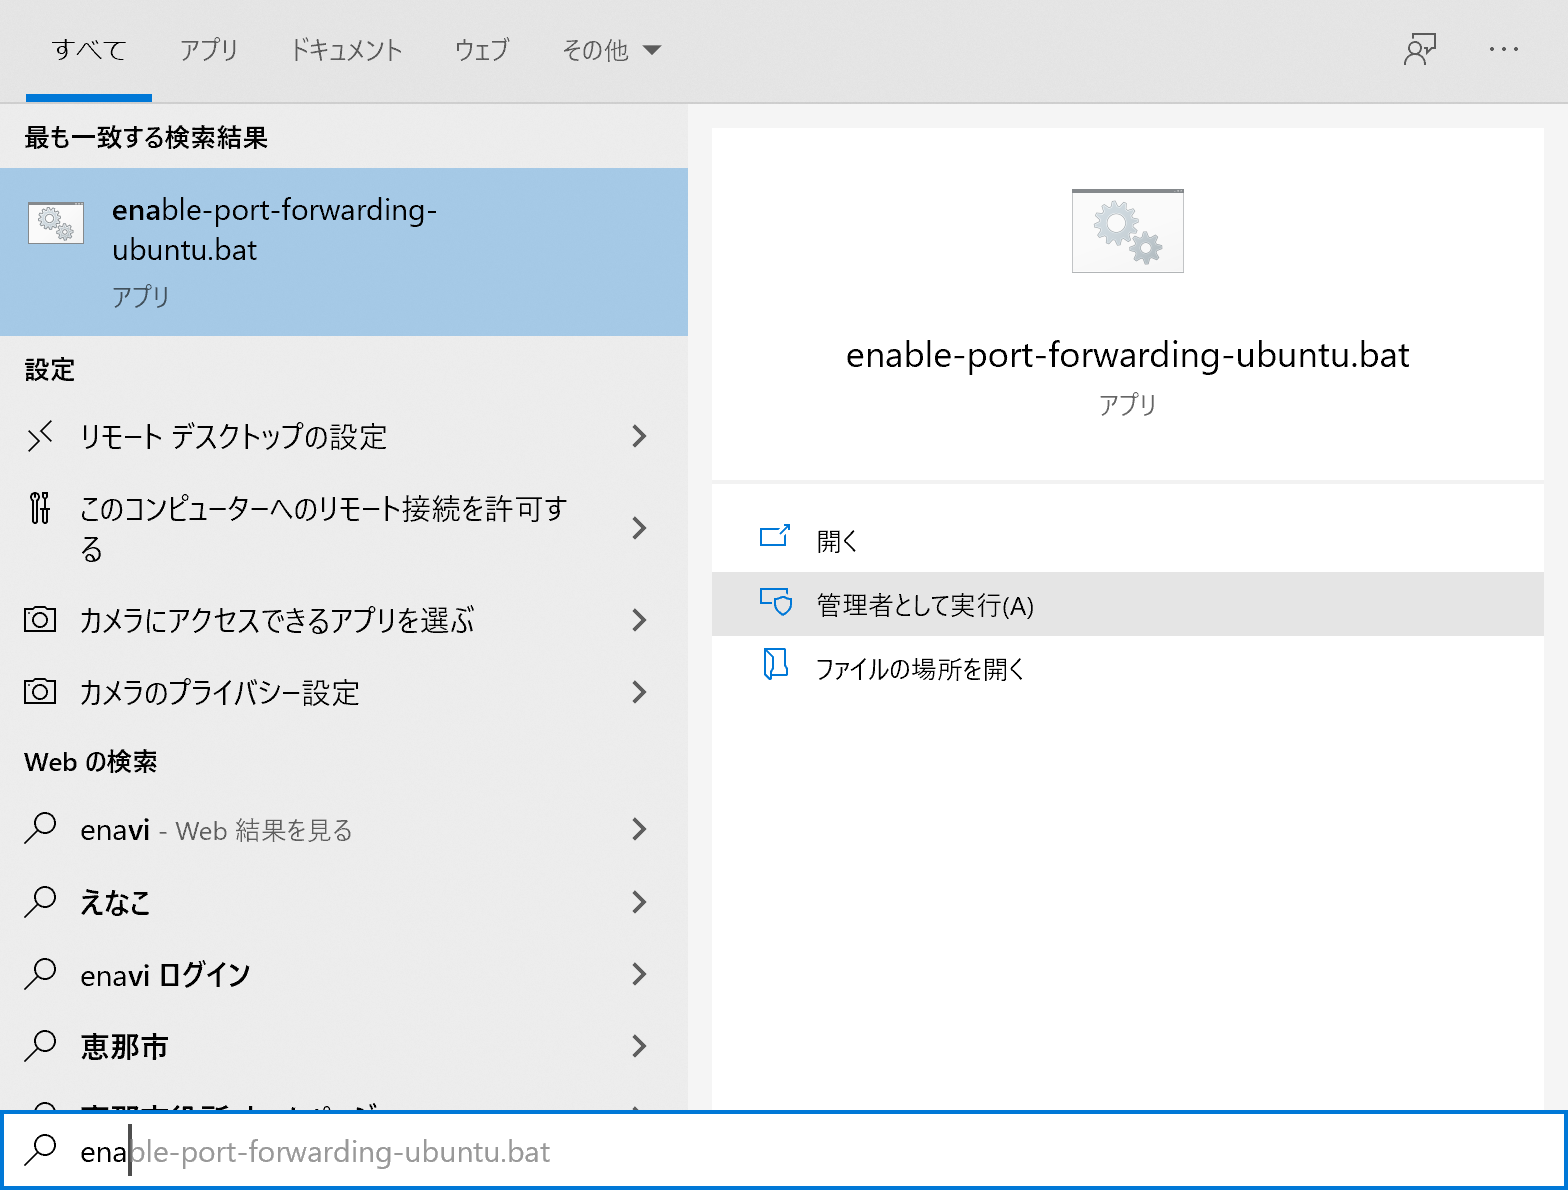 すべて
アプリ
ドキュメント
ウェブ
その他
最も一致する検索結果
enable-port-forwarding-
ubuntu.bat
アプリ
設定
リモート デスクトップの設定
このコンピューターへのリモート接続を許可す
る
カメラにアクセスできるアプリを選ぶ
カメラのプライバシー設定
Web の検索
enavi - Web 結果を見る
えなこ
enavi ログイン
恵那市
enable-port-forwarding-ubuntu.bat
アプリ
開く
管理者として実行(A)
ファイルの場所を開く
enable-port-forwarding-ubuntu.bat